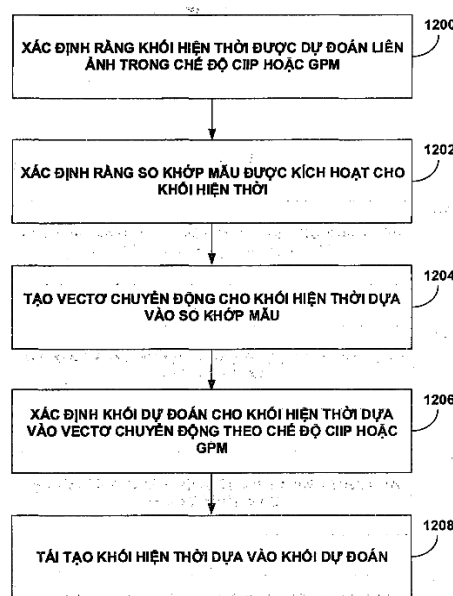 1200
XÁC ĐỊNH RẰNG KHỐI HIỆN THỜI ĐƯỢC DỰ ĐOÁN LIÊN
ẢNH TRONG CHẾ ĐỘ CIIP HOẶC GPM
1202
XÁC ĐỊNH RẰNG SO KHỚP MẪU ĐƯỢC KÍCH HOẠT CHO
KHỐI HIỆN THỜI
1204
TẠO VECTƠ CHUYỂN ĐỘNG CHO KHỐI HIỆN THỜI DỰA
VÀO SO KHỚP MẪU
1206
XÁC ĐỊNH KHỐI DỰ ĐOÁN CHO KHỐI HIỆN THỜI DỰA
VÀO VECTƠ CHUYỂN ĐỘNG THEO CHẾ ĐỘ CIIP HOẶC
GPM
1208
TÁI TẠO KHỐI HIỆN THỜI DỰA VÀO KHỐI DỰ ĐOÁN